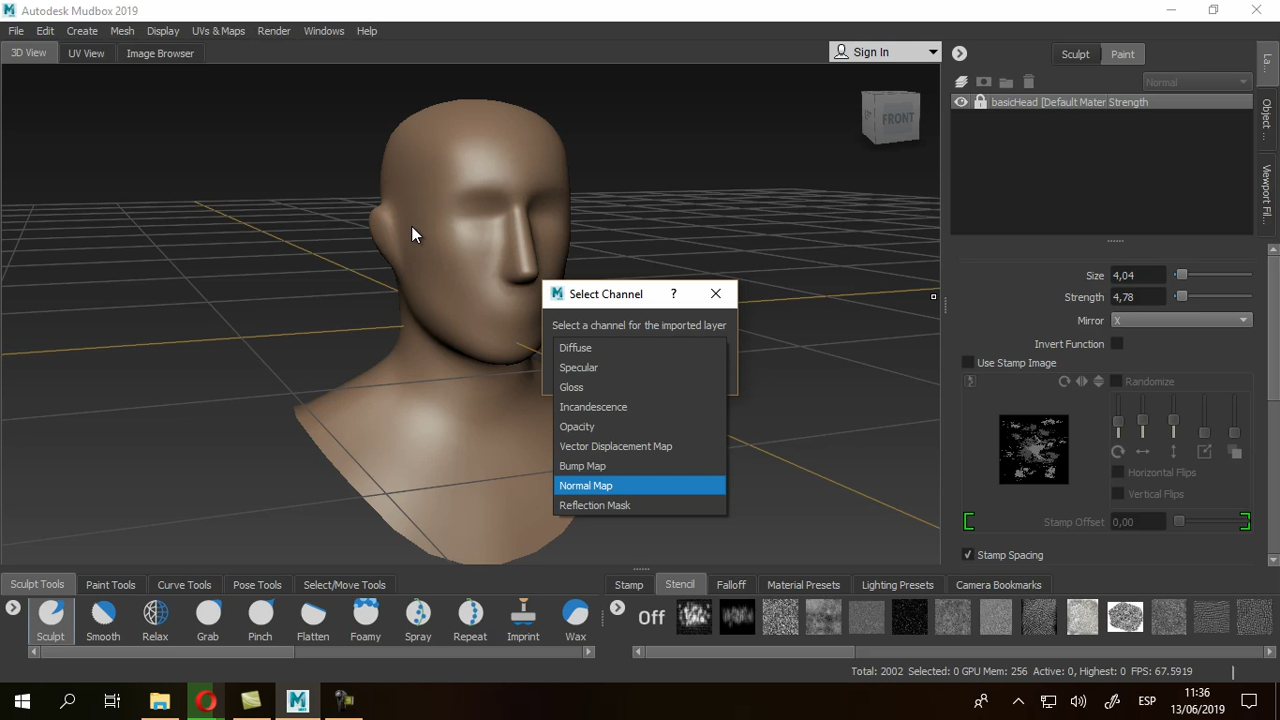 Autodesk Mudbox 2019
File Edit Create Mesh Display UVs & Maps Render Windows Help
3D View UV View Image Browser
Sign In
Sculpt Paint
La...
Normal
basicHead [Default Mater Strength
Object ...
Viewport Fil...
FRONT
Size 4,04
Strength 4,78
Mirror X
Invert Function
Use Stamp Image
Randomize
Horizontal Flips
Vertical Flips
Stamp Offset 0,00
Stamp Spacing
Select Channel ?
Select a channel for the imported layer
Diffuse
Specular
Gloss
Incandescence
Opacity
Vector Displacement Map
Bump Map
Normal Map
Reflection Mask
Sculpt Tools Paint Tools Curve Tools Pose Tools Select/Move Tools
Stamp Stencil Falloff Material Presets Lighting Presets Camera Bookmarks
Sculpt Smooth Relax Grab Pinch Flatten Foamy Spray Repeat Imprint Wax
Off
Total: 2002 Selected: 0 GPU Mem: 256 Active: 0, Highest: 0 FPS: 67.5919
ESP
11:36
13/06/2019